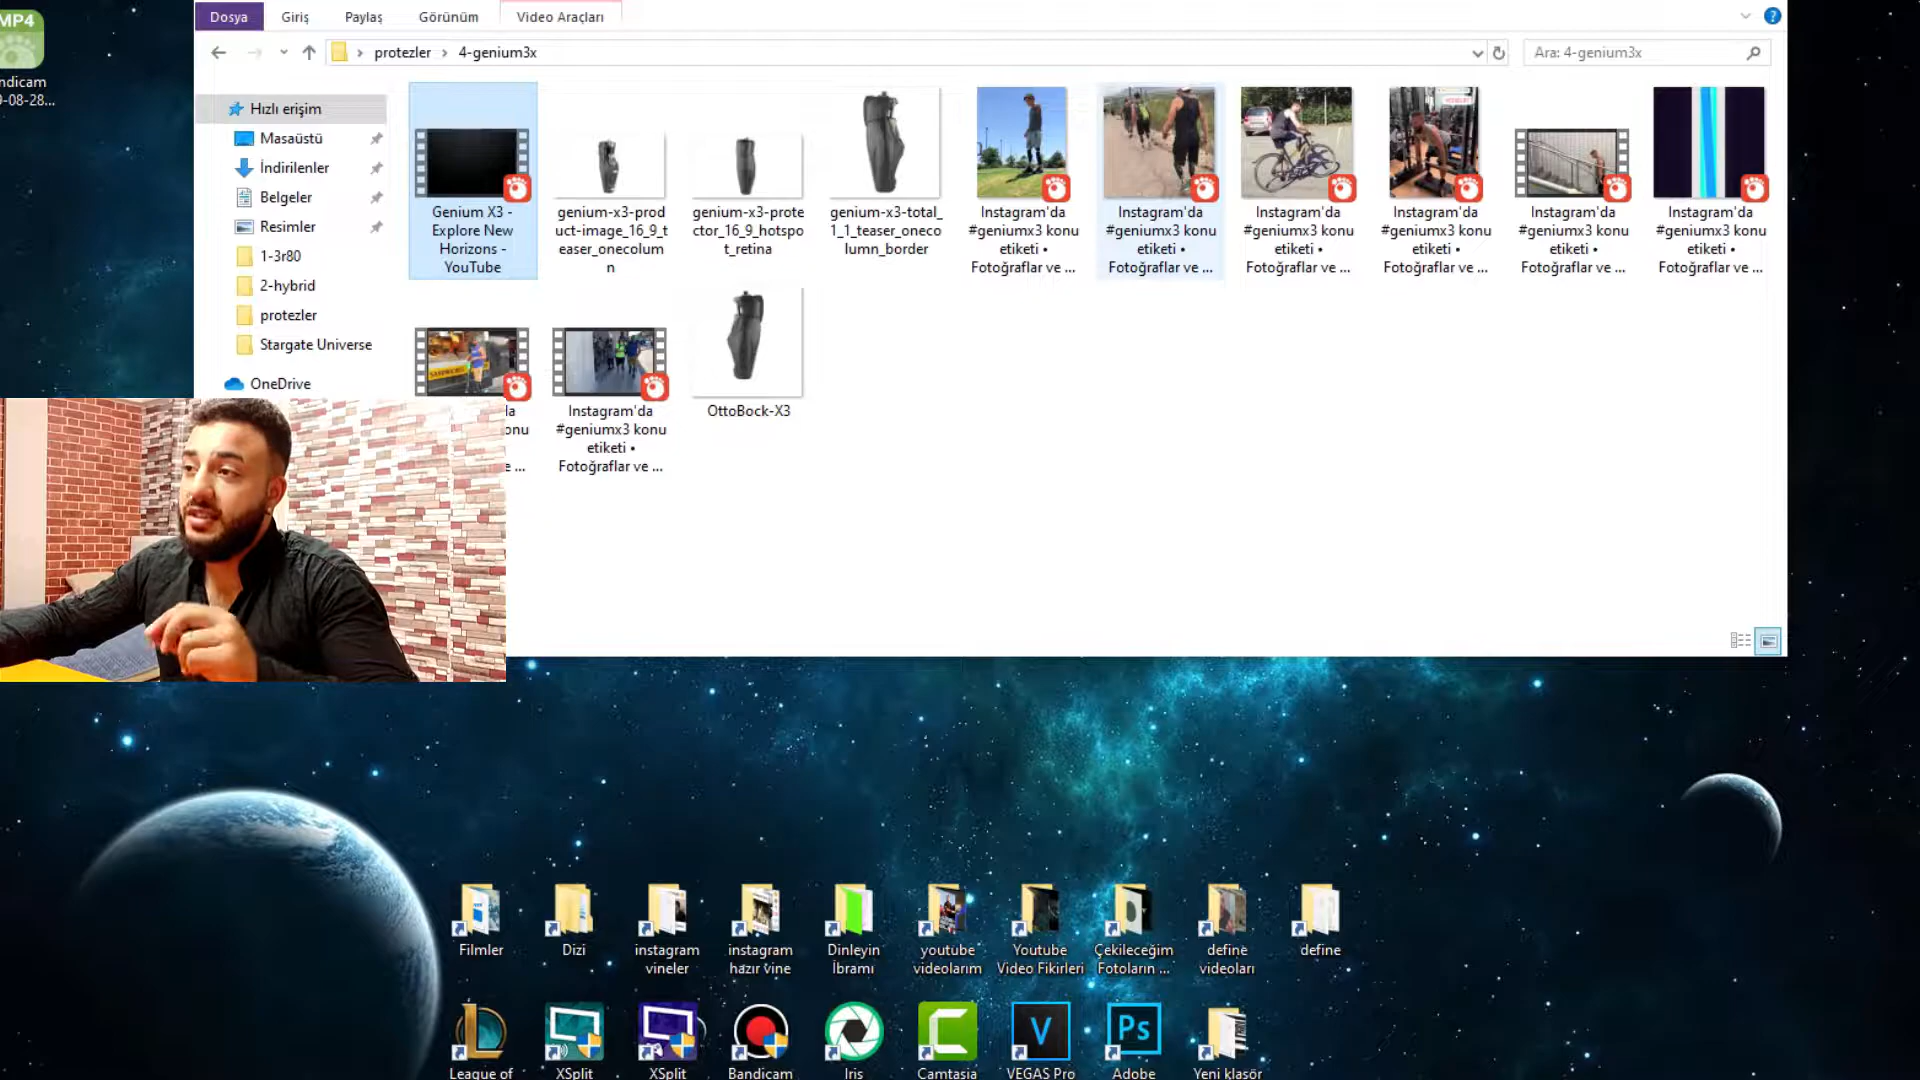 MP4
ndicam
9-08-28...
Dosya
Giriş
Paylaş
Görünüm
Video Araçları
protezler
4-genium3x
Ara: 4-genium3x
Hızlı erişim
Masaüstü
İndirilenler
Belgeler
Resimler
1-3r80
2-hybrid
protezler
Stargate Universe
OneDrive
Genium X3 -
Explore New
Horizons -
YouTube
genium-x3-prod
uct-image_16_9_t
easer_onecolum
n
genium-x3-prote
ctor_16_9_hotspo
t_retina
genium-x3-total_
1_1_teaser_oneco
lumn_border
Instagram'da
#geniumx3 konu
etiketi •
Fotoğraflar ve ...
Instagram'da
#geniumx3 konu
etiketi •
Fotoğraflar ve ...
Instagram'da
#geniumx3 konu
etiketi •
Fotoğraflar ve ...
Instagram'da
#geniumx3 konu
etiketi •
Fotoğraflar ve ...
Instagram'da
#geniumx3 konu
etiketi •
Fotoğraflar ve ...
Instagram'da
#geniumx3 konu
etiketi •
Fotoğraflar ve ...
la
onu
e ...
Instagram'da
#geniumx3 konu
etiketi •
Fotoğraflar ve ...
OttoBock-X3
Filmler
Dizi
instagram
vineler
instagram
hazır vine
Dinleyin
İbramı
youtube
videolarım
Youtube
Video Fikirleri
Çekileceğim
Fotoların ...
define
videoları
define
League of
XSplit
XSplit
Bandicam
Iris
Camtasia
VEGAS Pro
Ps
Adobe
Yeni klasör